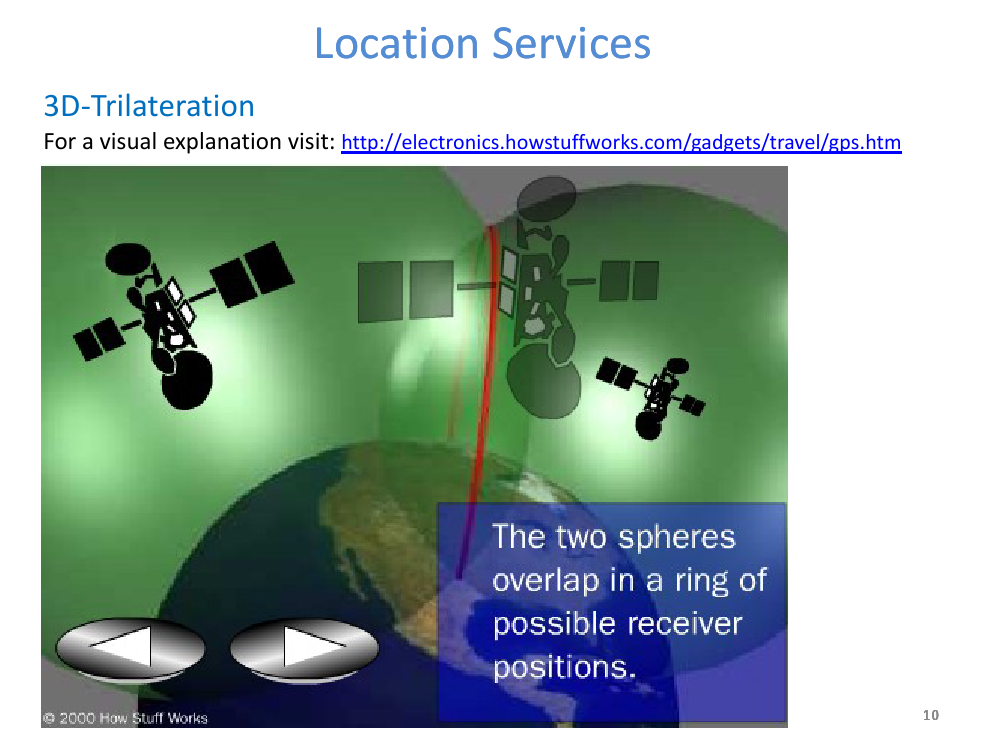 Location Services
3D-Trilateration
For a visual explanation visit: http://electronics.howstuffworks.com/gadgets/travel/gps.htm
The two spheres
overlap in a ring of
possible receiver
positions.
© 2000 How Stuff Works
10